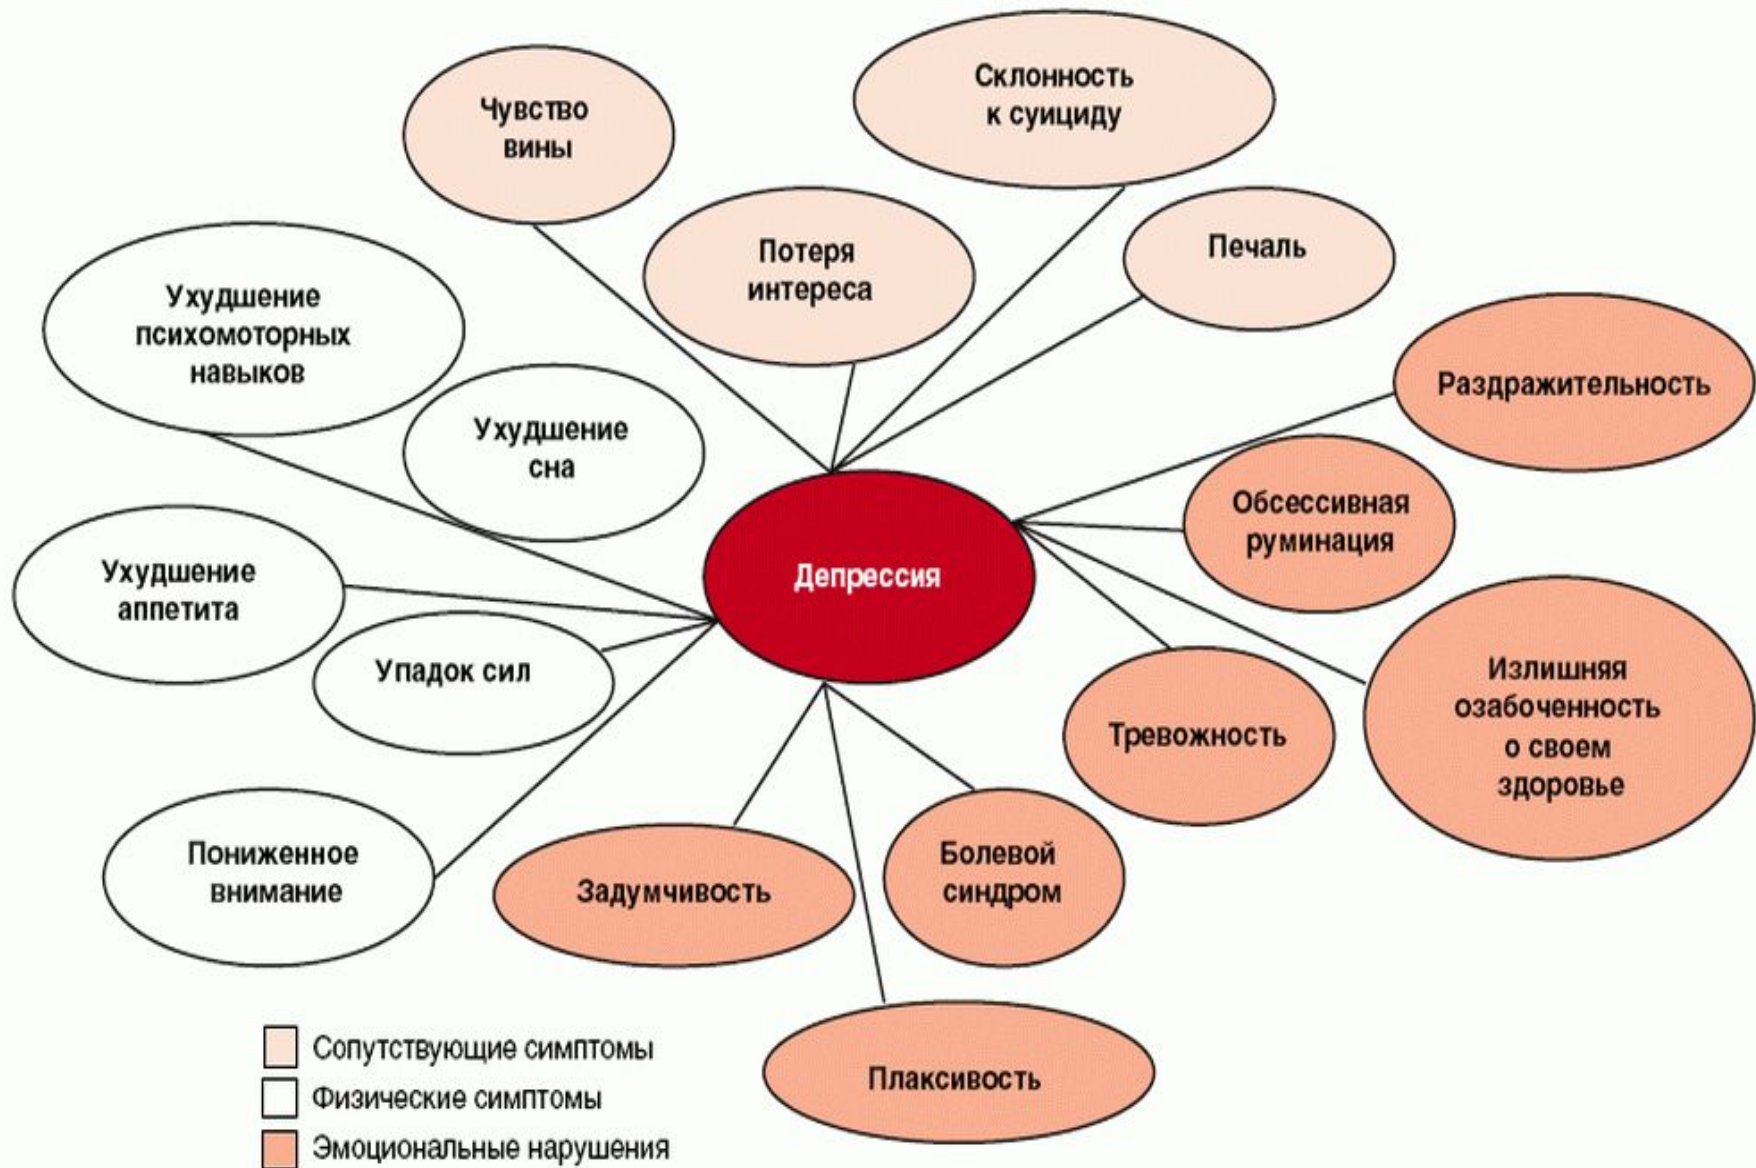 Чувство
вины
Склонность
к суициду
Потеря
интереса
Печаль
Ухудшение
психомоторных
навыков
Ухудшение
сна
Раздражительность
Обсессивная
руминация
Депрессия
Ухудшение
аппетита
Упадок сил
Излишняя
озабоченность
о своем
здоровье
Тревожность
Пониженное
внимание
Задумчивость
Болевой
синдром
Плаксивость
Сопутствующие симптомы
Физические симптомы
Эмоциональные нарушения